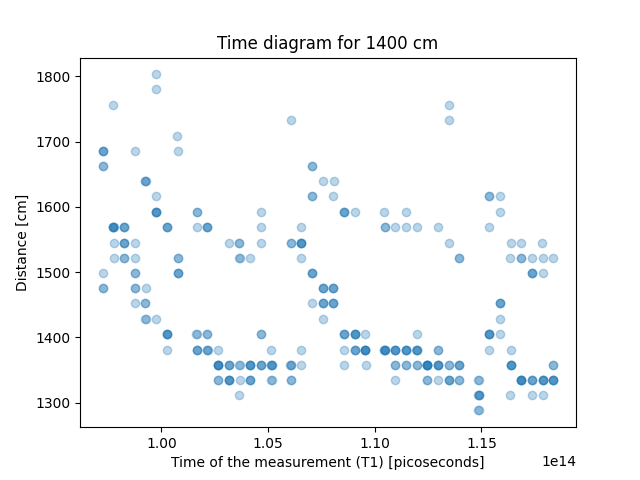 Time diagram for 1400 cm
1800
1700
1600
1500
1400
1300
Distance [cm]
1.00 1.05 1.10 1.15
1e14
Time of the measurement (T1) [picoseconds]